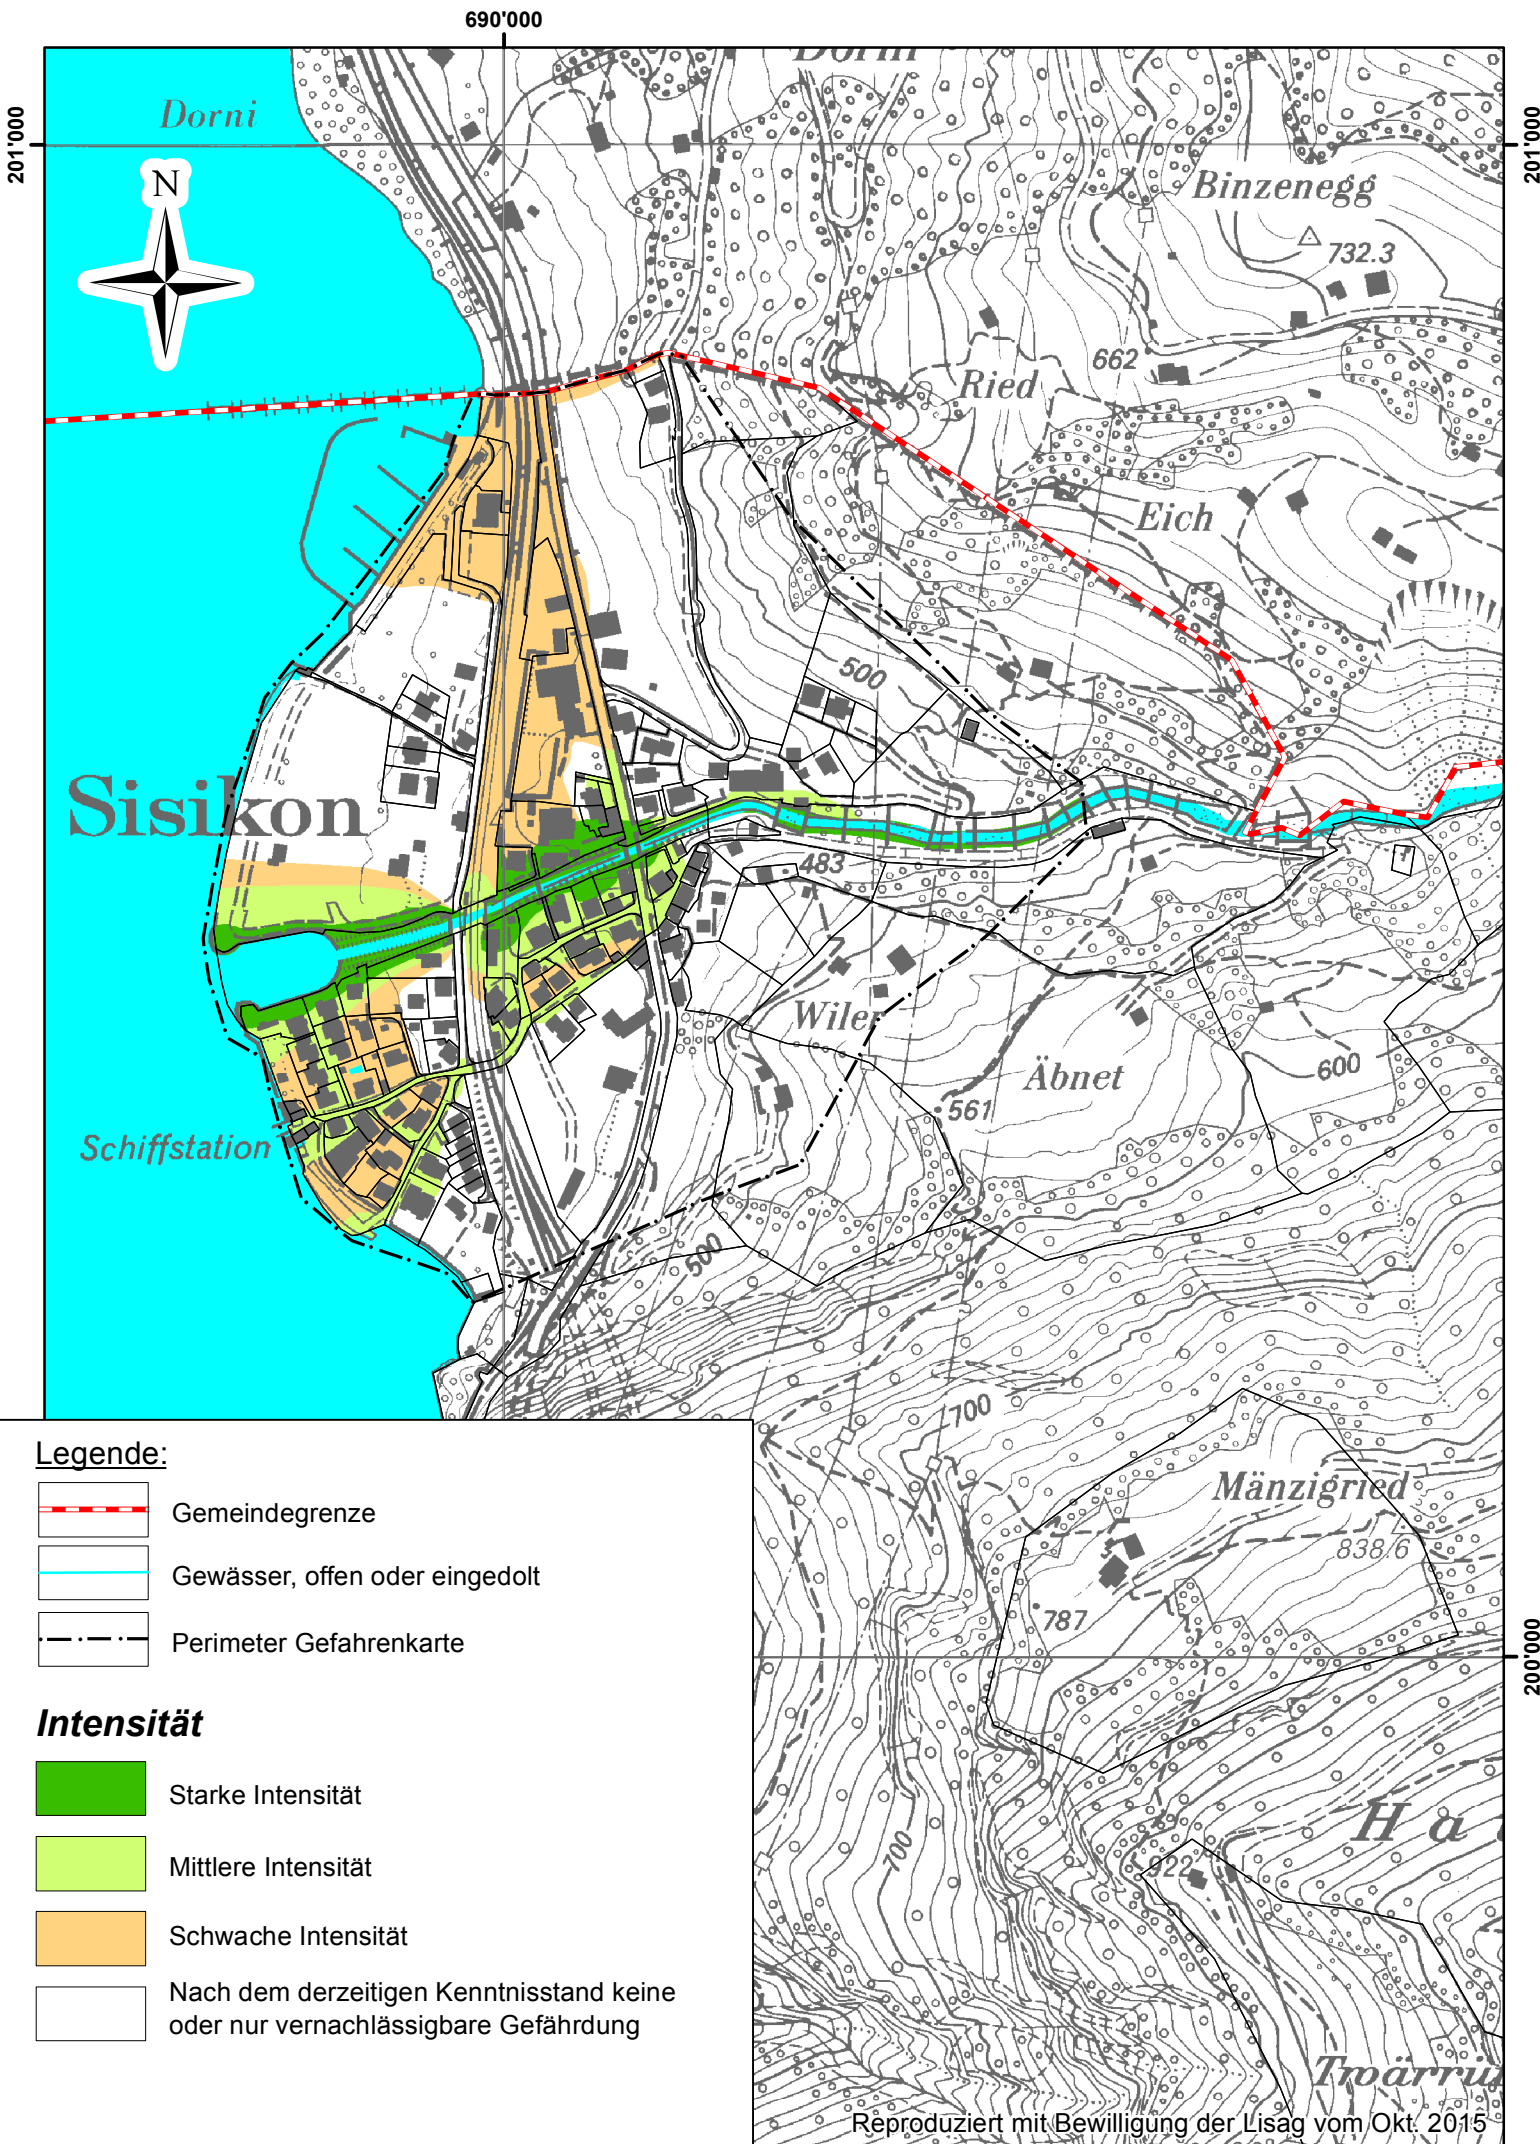 690'000
Dorni
Dorni
201'000
201'000
N
Binzenegg
732.3
662
Ried
Eich
500
Sisikon
483
Wiler
Äbnet
600
561
Schiffstation
500
700
Mänzigried
838.6
787
200'000
700
H a
922
Reproduziert mit Bewilligung der Lisag vom Okt. 2015
Legende:
Gemeindegrenze
Gewässer, offen oder eingedolt
Perimeter Gefahrenkarte
Intensität
Starke Intensität
Mittlere Intensität
Schwache Intensität
Nach dem derzeitigen Kenntnisstand keine
oder nur vernachlässigbare Gefährdung